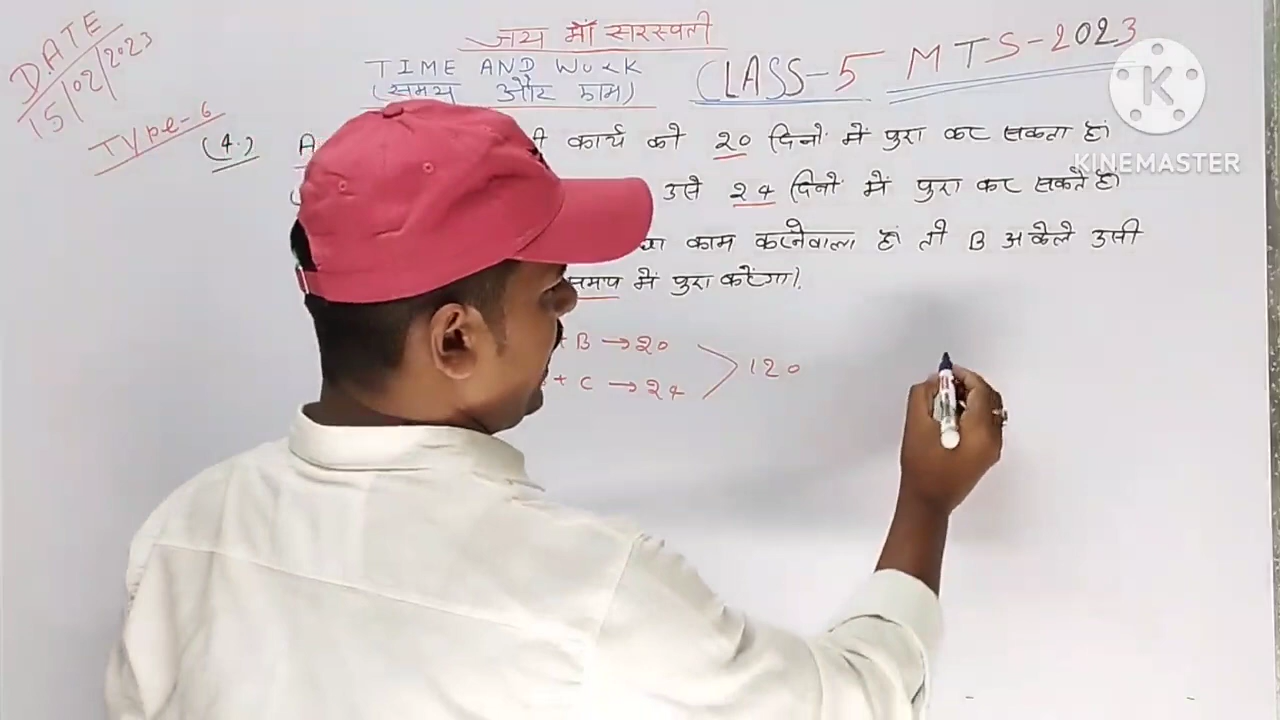 DATE
15/02/2023
जय माँ सरस्वती
TIME AND WORK
(समय और काम)
CLASS-5 MTS-2023
KINEMASTER
Type-6
(4.) A कार्य को 20 दिनों में पुरा कर सकता हां
उसे 24 दिनों में पुरा कर सकते हां
काम करनेवाला हां तो B अकेले उसी
समय में पुरा करेंगा।
+ B → 20
+ C → 24
120